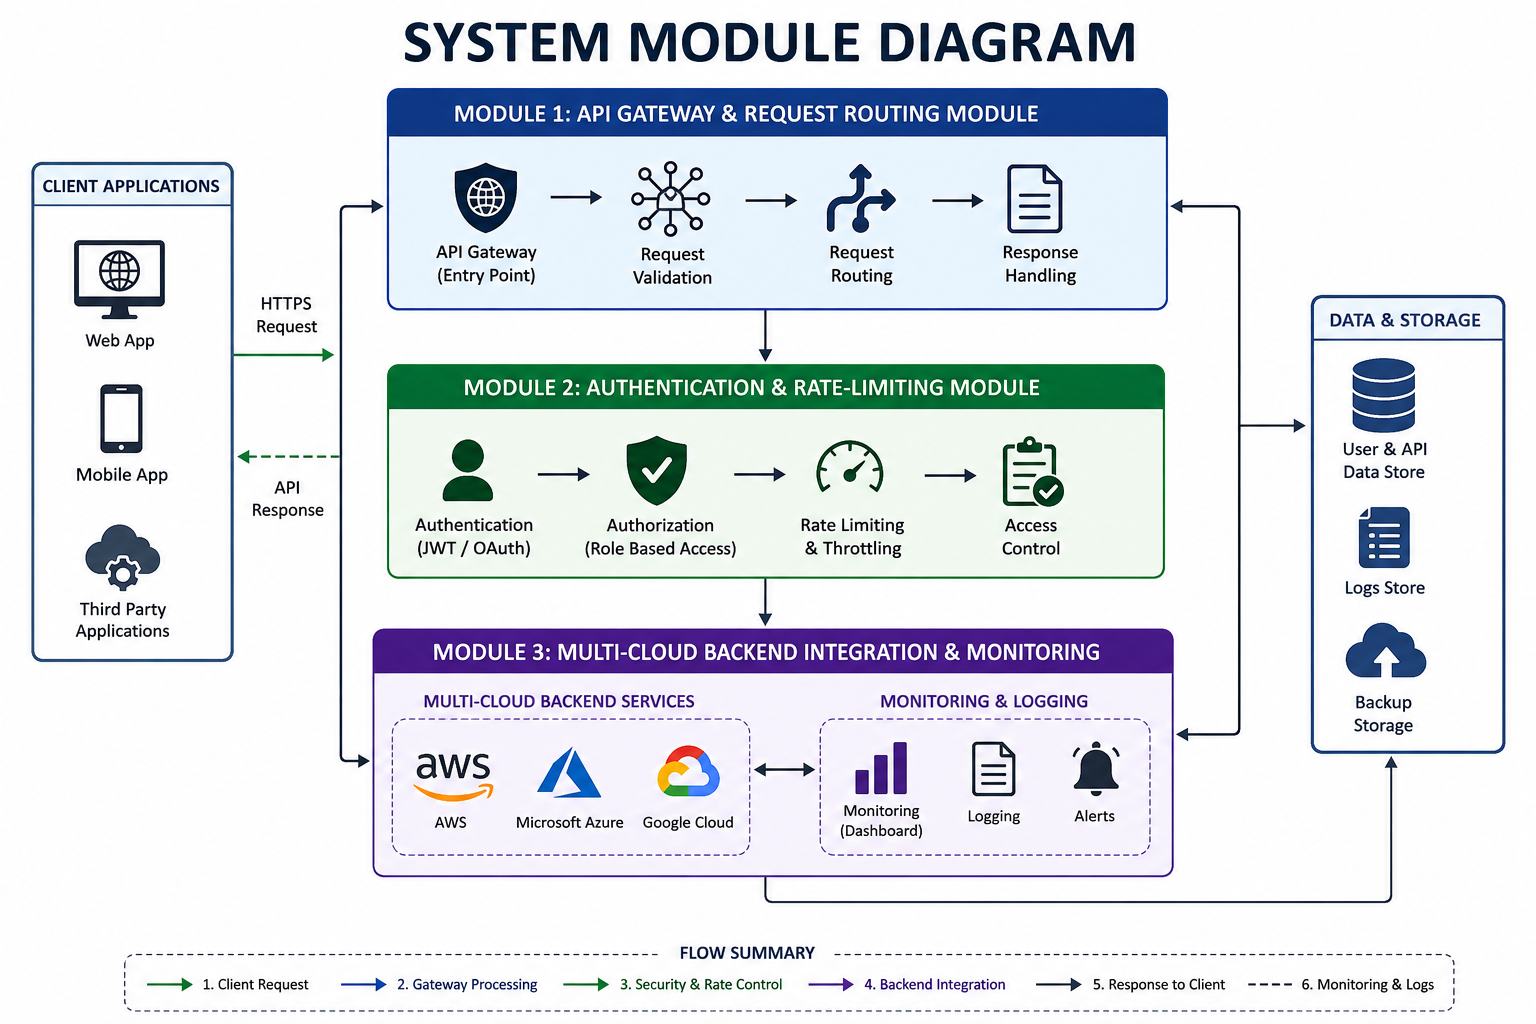 SYSTEM MODULE DIAGRAM
MODULE 1: API GATEWAY & REQUEST ROUTING MODULE
API Gateway
(Entry Point)
Request
Validation
Request
Routing
Response
Handling
CLIENT APPLICATIONS
Web App
Mobile App
Third Party
Applications
HTTPS
Request
API
Response
MODULE 2: AUTHENTICATION & RATE-LIMITING MODULE
Authentication
(JWT / OAuth)
Authorization
(Role Based Access)
Rate Limiting
& Throttling
Access
Control
MODULE 3: MULTI-CLOUD BACKEND INTEGRATION & MONITORING
MULTI-CLOUD BACKEND SERVICES
aws
AWS
Microsoft Azure
Google Cloud
MONITORING & LOGGING
Monitoring
(Dashboard)
Logging
Alerts
DATA & STORAGE
User & API
Data Store
Logs Store
Backup
Storage
FLOW SUMMARY
1. Client Request
2. Gateway Processing
3. Security & Rate Control
4. Backend Integration
5. Response to Client
6. Monitoring & Logs